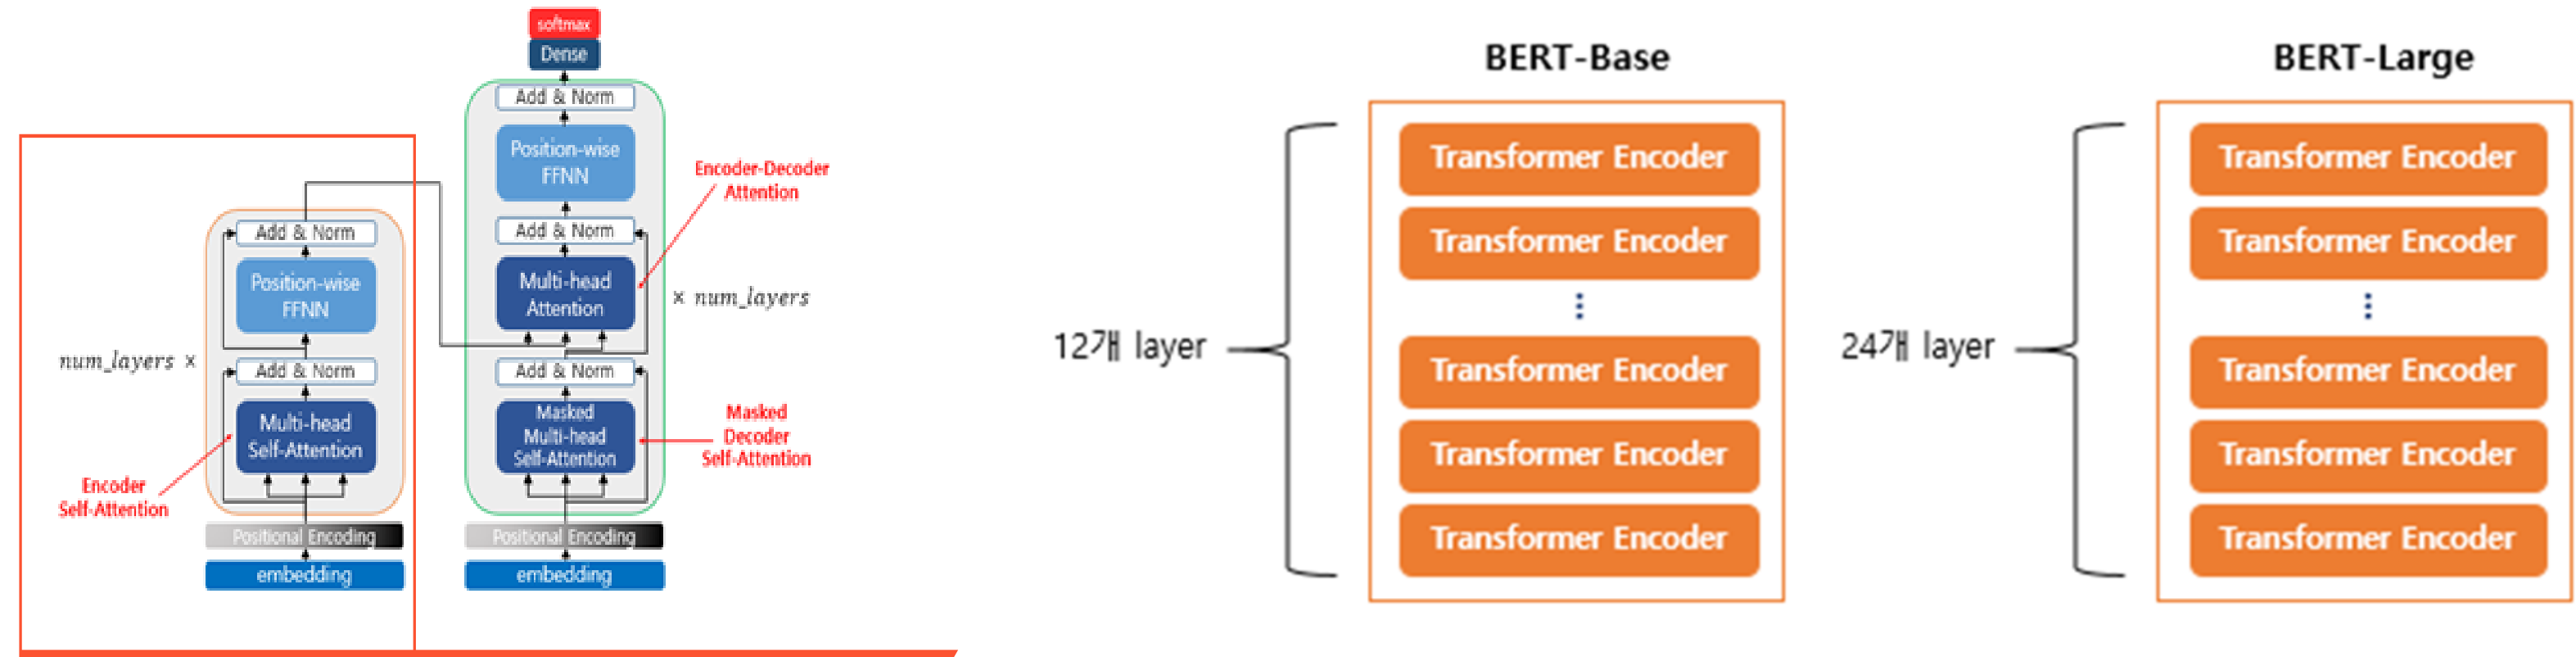 softmax
Dense
Add & Norm
Position-wise
FFNN
Encoder-Decoder
Attention
Add & Norm
Multi-head
Attention
× num_layers
Add & Norm
Masked
Multi-head
Self-Attention
Masked
Decoder
Self-Attention
Positional Encoding
embedding
Add & Norm
Position-wise
FFNN
num_layers ×
Add & Norm
Multi-head
Self-Attention
Encoder
Self-Attention
Positional Encoding
embedding
BERT-Base
Transformer Encoder
Transformer Encoder
12개 layer
Transformer Encoder
Transformer Encoder
Transformer Encoder
BERT-Large
Transformer Encoder
Transformer Encoder
24개 layer
Transformer Encoder
Transformer Encoder
Transformer Encoder